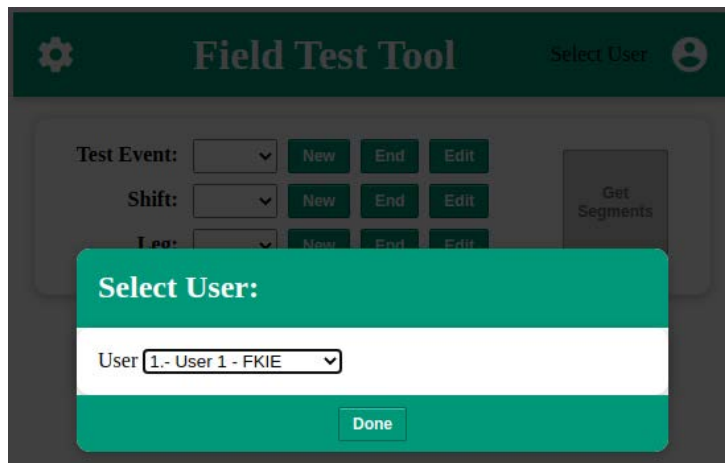 Field Test Tool
Select User
Test Event: New End Edit
Get
Segments
Shift: New End Edit
Leg: New End Edit
Select User:
User 1.- User 1 - FKIE
Done